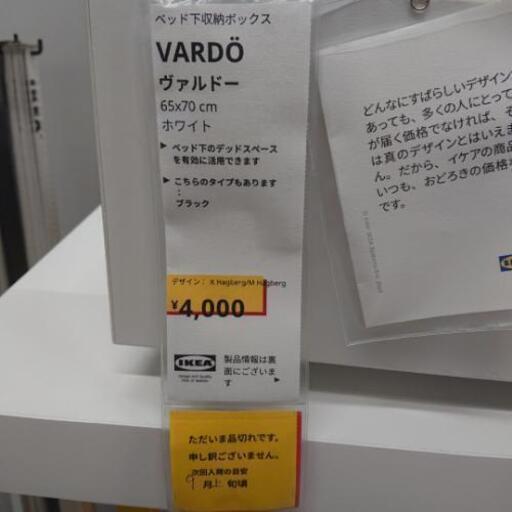 ベッド下収納ボックス
VARDÖ
ヴァルドー
65x70 cm
ホワイト
▶ ベッド下のデッドスペース
を有効に活用できます
▶ こちらのタイプもあります
:
ブラック
デザイン: K Hagberg/M Hagberg
¥4,000
IKEA
製品情報は裏
面にございま
す
ただいま品切れです。
申し訳ございません。
次回入荷の目安
9月上旬頃
どんなにすばらしいデザイン
あっても、多くの人にとって
が届く価格でなければ、そ
は真のデザインとはいえま
ん。だから、イケアの商品
いつも、おどろきの価格
です。